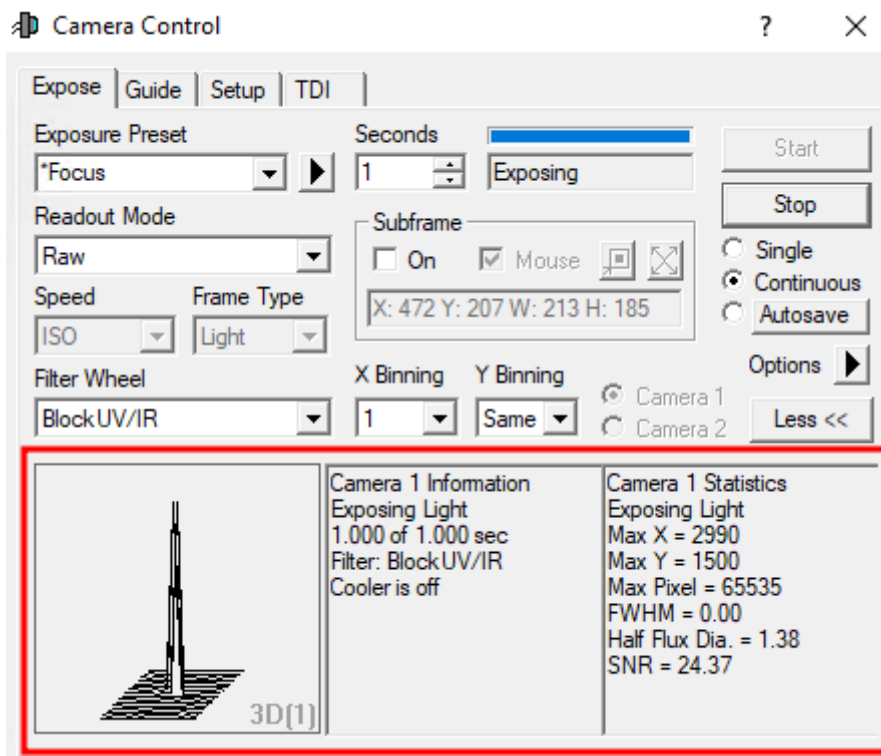 Camera Control ?
Expose Guide Setup TDI
Exposure Preset Seconds
*Focus 1 Exposing Start
Stop
Readout Mode
Raw
Subframe
On Mouse
X: 472 Y: 207 W: 213 H: 185
Single
Continuous
Autosave
Speed Frame Type
ISO Light
Options
Filter Wheel X Binning Y Binning
BlockUV/IR 1 Same
Camera 1
Camera 2
Less <<
3D(1)
Camera 1 Information
Exposing Light
1.000 of 1.000 sec
Filter: BlockUV/IR
Cooler is off
Camera 1 Statistics
Exposing Light
Max X = 2990
Max Y = 1500
Max Pixel = 65535
FWHM = 0.00
Half Flux Dia. = 1.38
SNR = 24.37